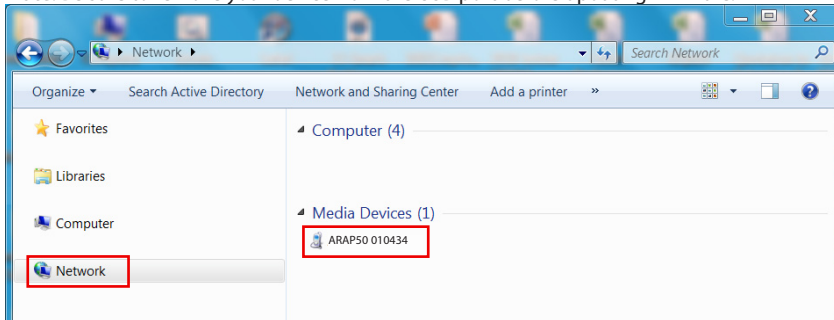 Network
Search Network
Organize Search Active Directory Network and Sharing Center Add a printer »
Favorites
Computer (4)
Libraries
Media Devices (1)
Computer
ARAP50 010434
Network